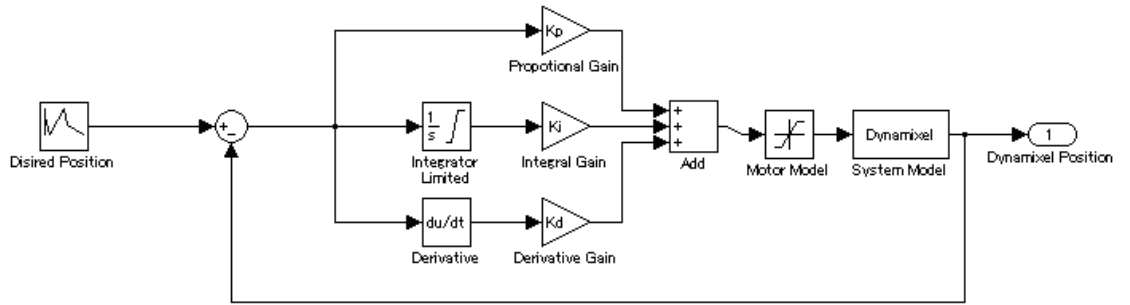 Kp
Propotional Gain
Disired Position
+
−
1
s
Integrator
Limited
Ki
Integral Gain
+
+
+
Add
Motor Model
Dynamixel
System Model
1
Dynamixel Position
du/dt
Derivative
Kd
Derivative Gain